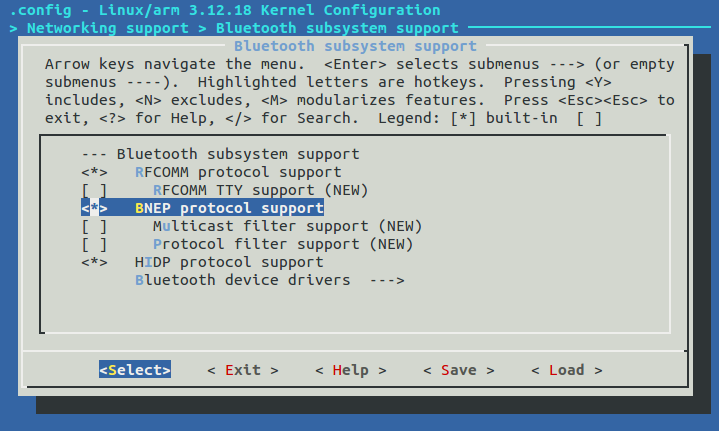 .config - Linux/arm 3.12.18 Kernel Configuration
> Networking support > Bluetooth subsystem support
Bluetooth subsystem support
Arrow keys navigate the menu.  <Enter> selects submenus ---> (or empty
submenus ----).  Highlighted letters are hotkeys.  Pressing <Y>
includes, <N> excludes, <M> modularizes features.  Press <Esc><Esc> to
exit, <?> for Help, </> for Search.  Legend: [*] built-in  [ ]
--- Bluetooth subsystem support
<*>   RFCOMM protocol support
[ ]     RFCOMM TTY support (NEW)
<*>   BNEP protocol support
[ ]     Multicast filter support (NEW)
[ ]     Protocol filter support (NEW)
<*>   HIDP protocol support
Bluetooth device drivers  --->
<Select>    < Exit >    < Help >    < Save >    < Load >